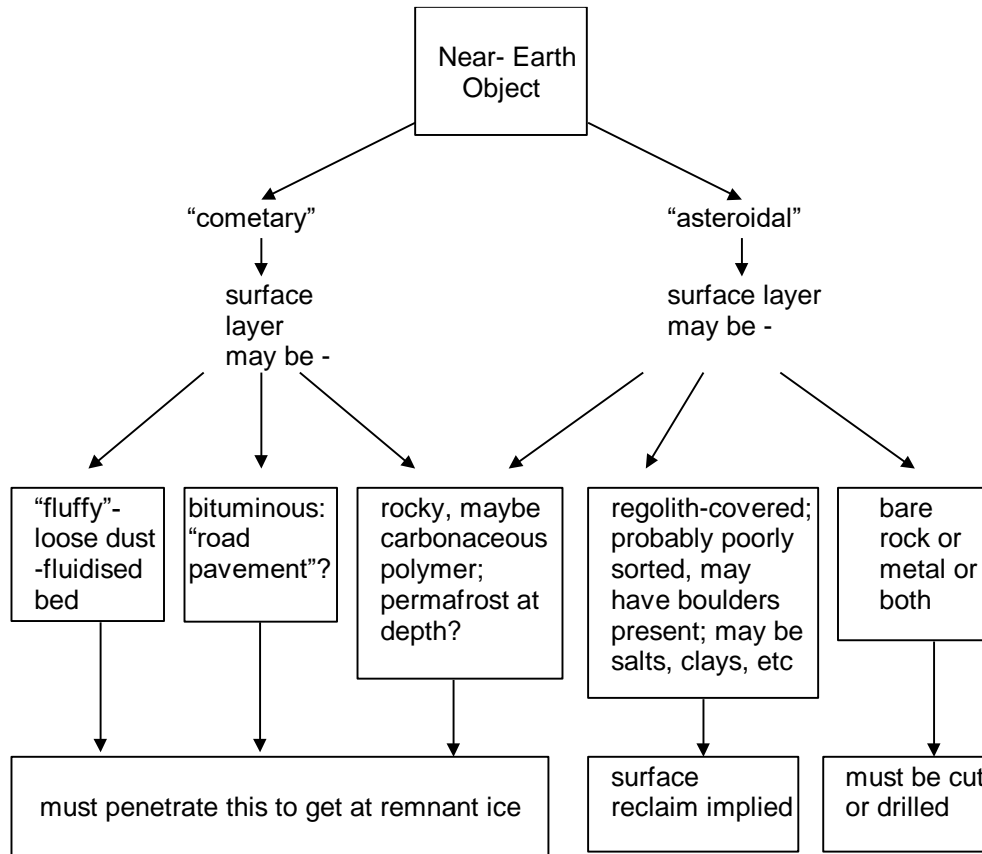 Near- Earth
Object
“cometary”
“asteroidal”
surface
layer
may be -
surface layer
may be -
“fluffy”-
loose dust
-fluidised
bed
bituminous:
“road
pavement”?
rocky, maybe
carbonaceous
polymer;
permafrost at
depth?
regolith-covered;
probably poorly
sorted, may
have boulders
present; may be
salts, clays, etc
bare
rock or
metal or
both
must penetrate this to get at remnant ice
surface
reclaim implied
must be cut
or drilled